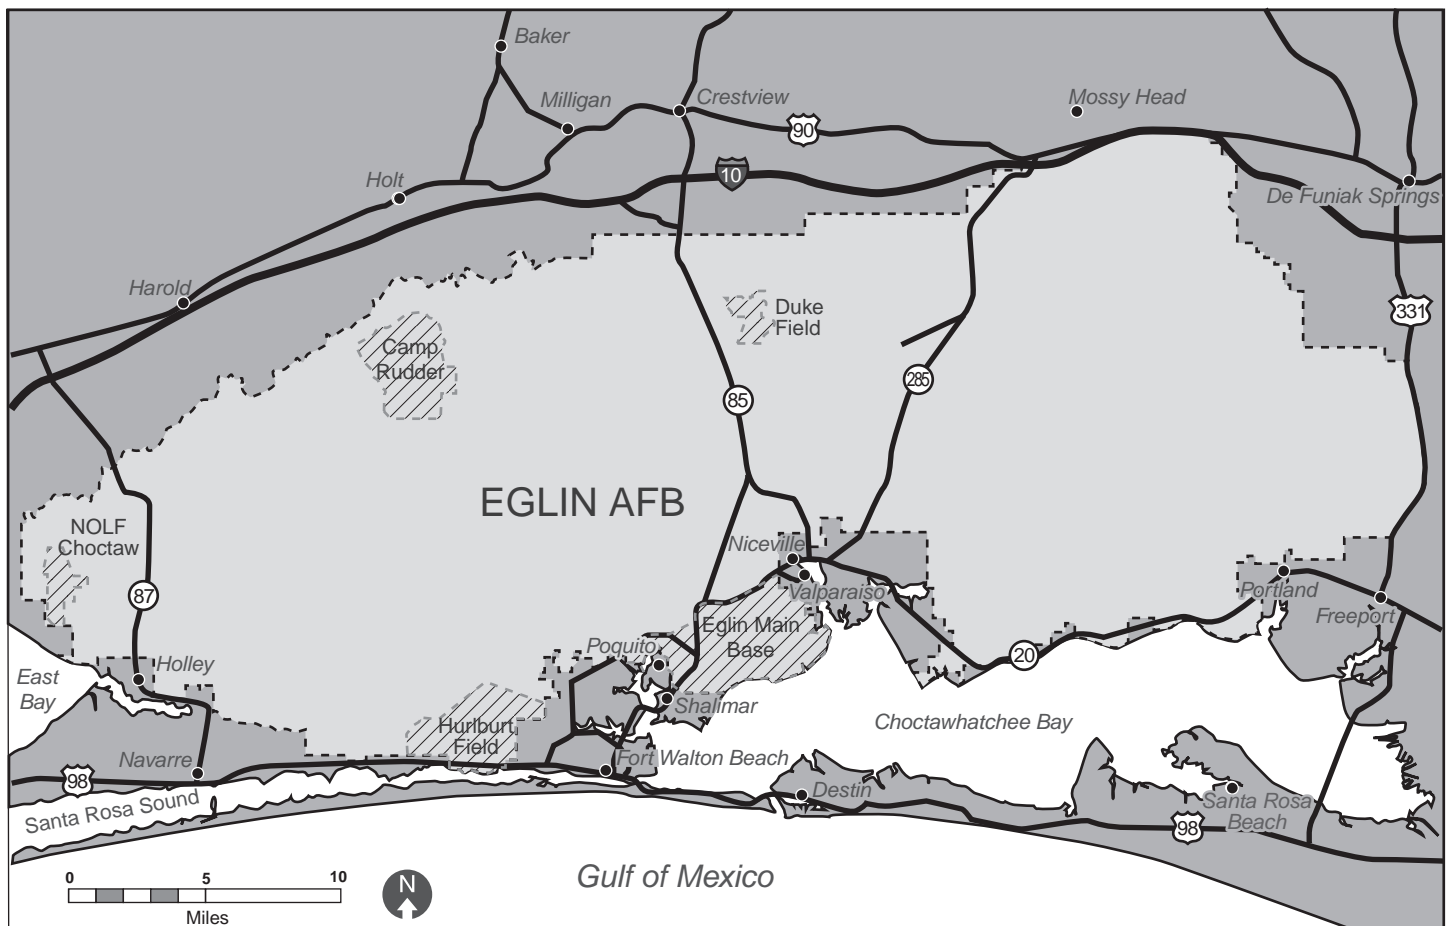 Baker
Milligan
Crestview
Mossy Head
90
10
Holt
De Funiak Springs
Harold
Duke
Field
331
Camp
Rudder
85
285
EGLIN AFB
NOLF
Choctaw
Niceville
Valparaiso
87
Portland
Freeport
Eglin Main
Base
Poquito
20
Holley
East
Bay
Shalimar
Choctawhatchee Bay
Hurlburt
Field
Navarre
Fort Walton Beach
98
Destin
Santa Rosa
Beach
Santa Rosa Sound
98
Gulf of Mexico
0 5 10
Miles
N